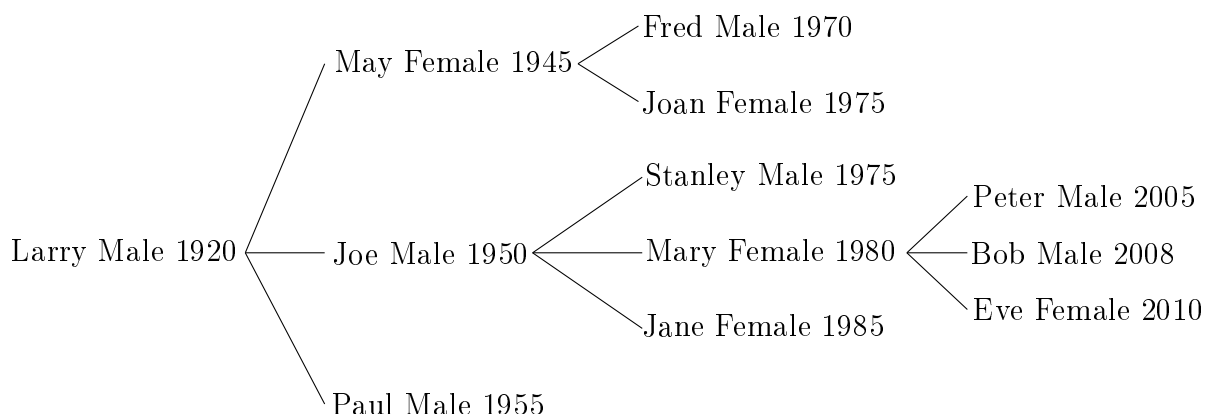 Fred Male 1970
May Female 1945
Joan Female 1975
Stanley Male 1975
Peter Male 2005
Larry Male 1920
Joe Male 1950
Mary Female 1980
Bob Male 2008
Eve Female 2010
Jane Female 1985
Paul Male 1955